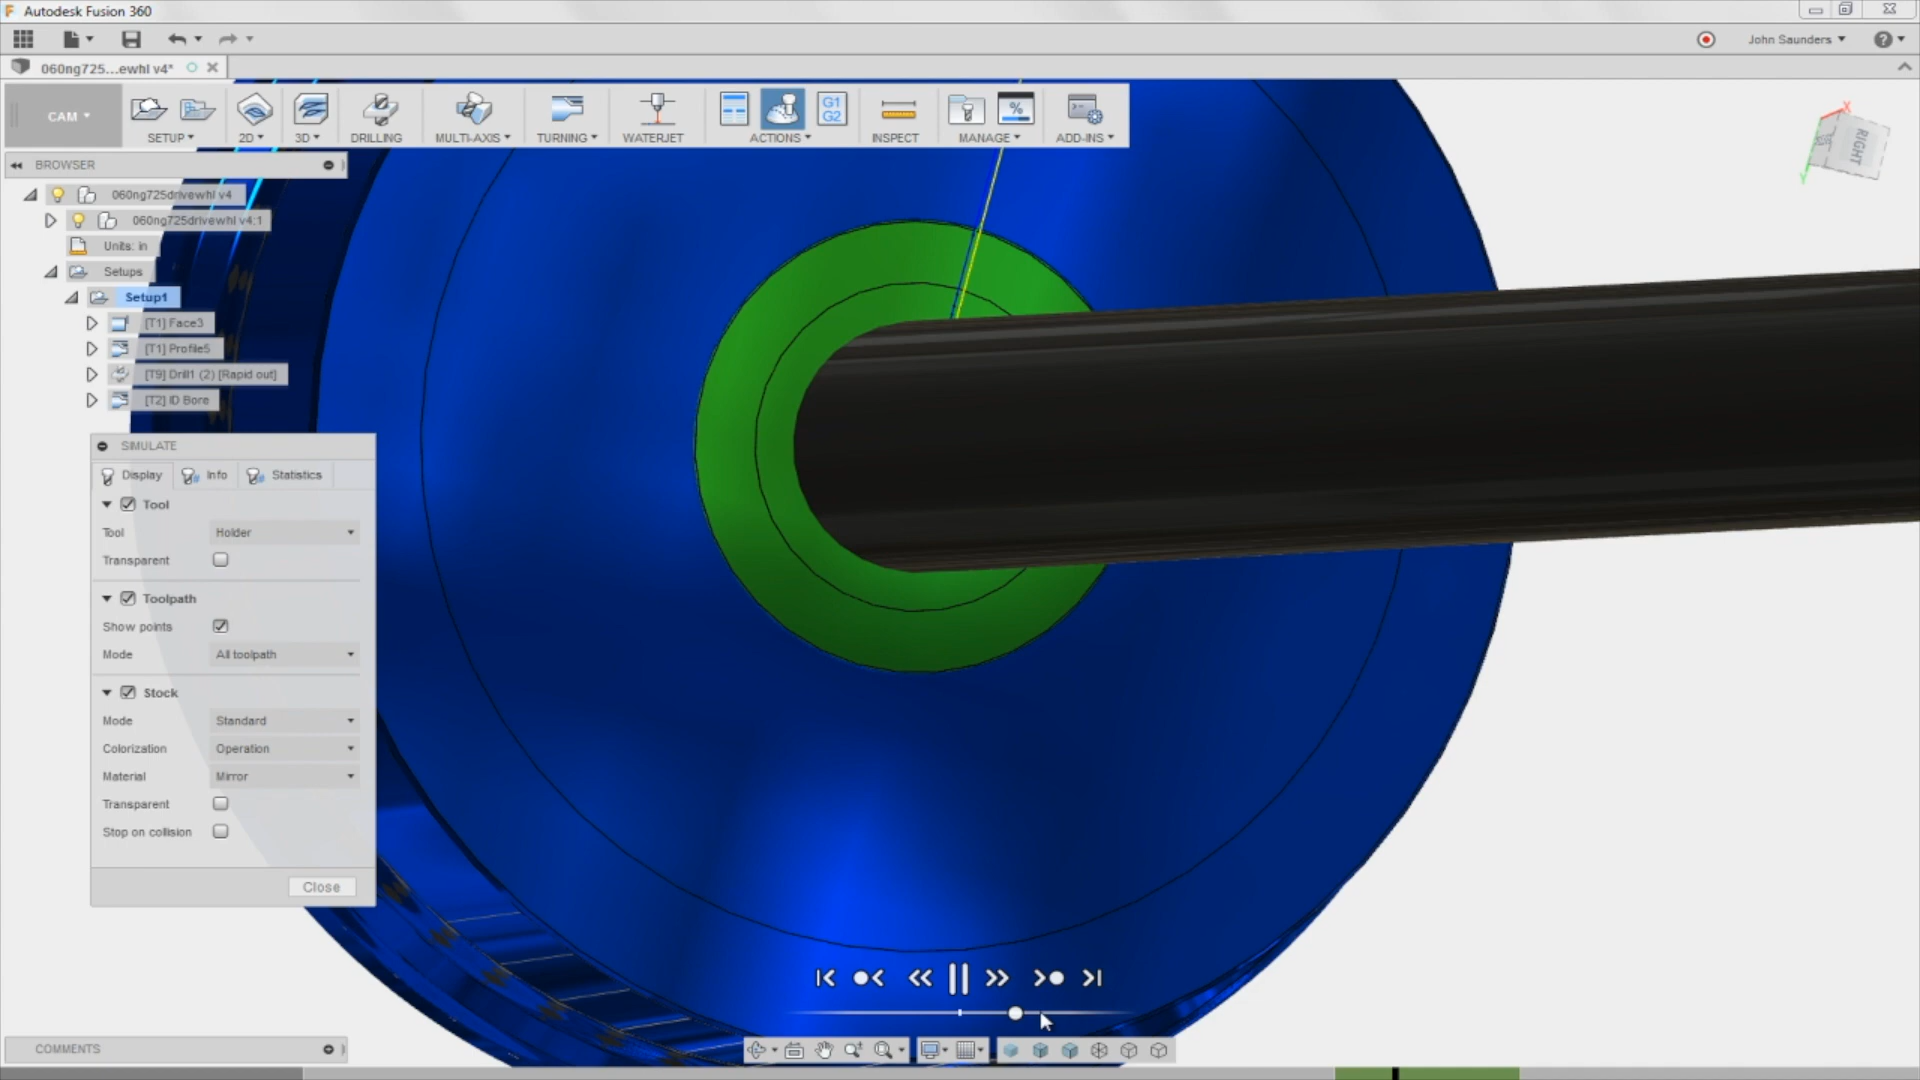 Autodesk Fusion 360
John Saunders
060ng725...ewhl v4*
CAM
SETUP
2D
3D
DRILLING
MULTI-AXIS
TURNING
WATERJET
G1
G2
ACTIONS
INSPECT
%
MANAGE
ADD-INS
X
RIGHT
Y
BROWSER
060ng725drivewhl v4
060ng725drivewhl v4:1
Units: in
Setups
Setup1
[T1] Face3
[T1] Profile5
[T9] Drill1 (2) [Rapid out]
[T2] ID Bore
SIMULATE
Display
Info
Statistics
Tool
Tool Holder
Transparent
Toolpath
Show points
Mode All toolpath
Stock
Mode Standard
Colorization Operation
Material Mirror
Transparent
Stop on collision
Close
COMMENTS